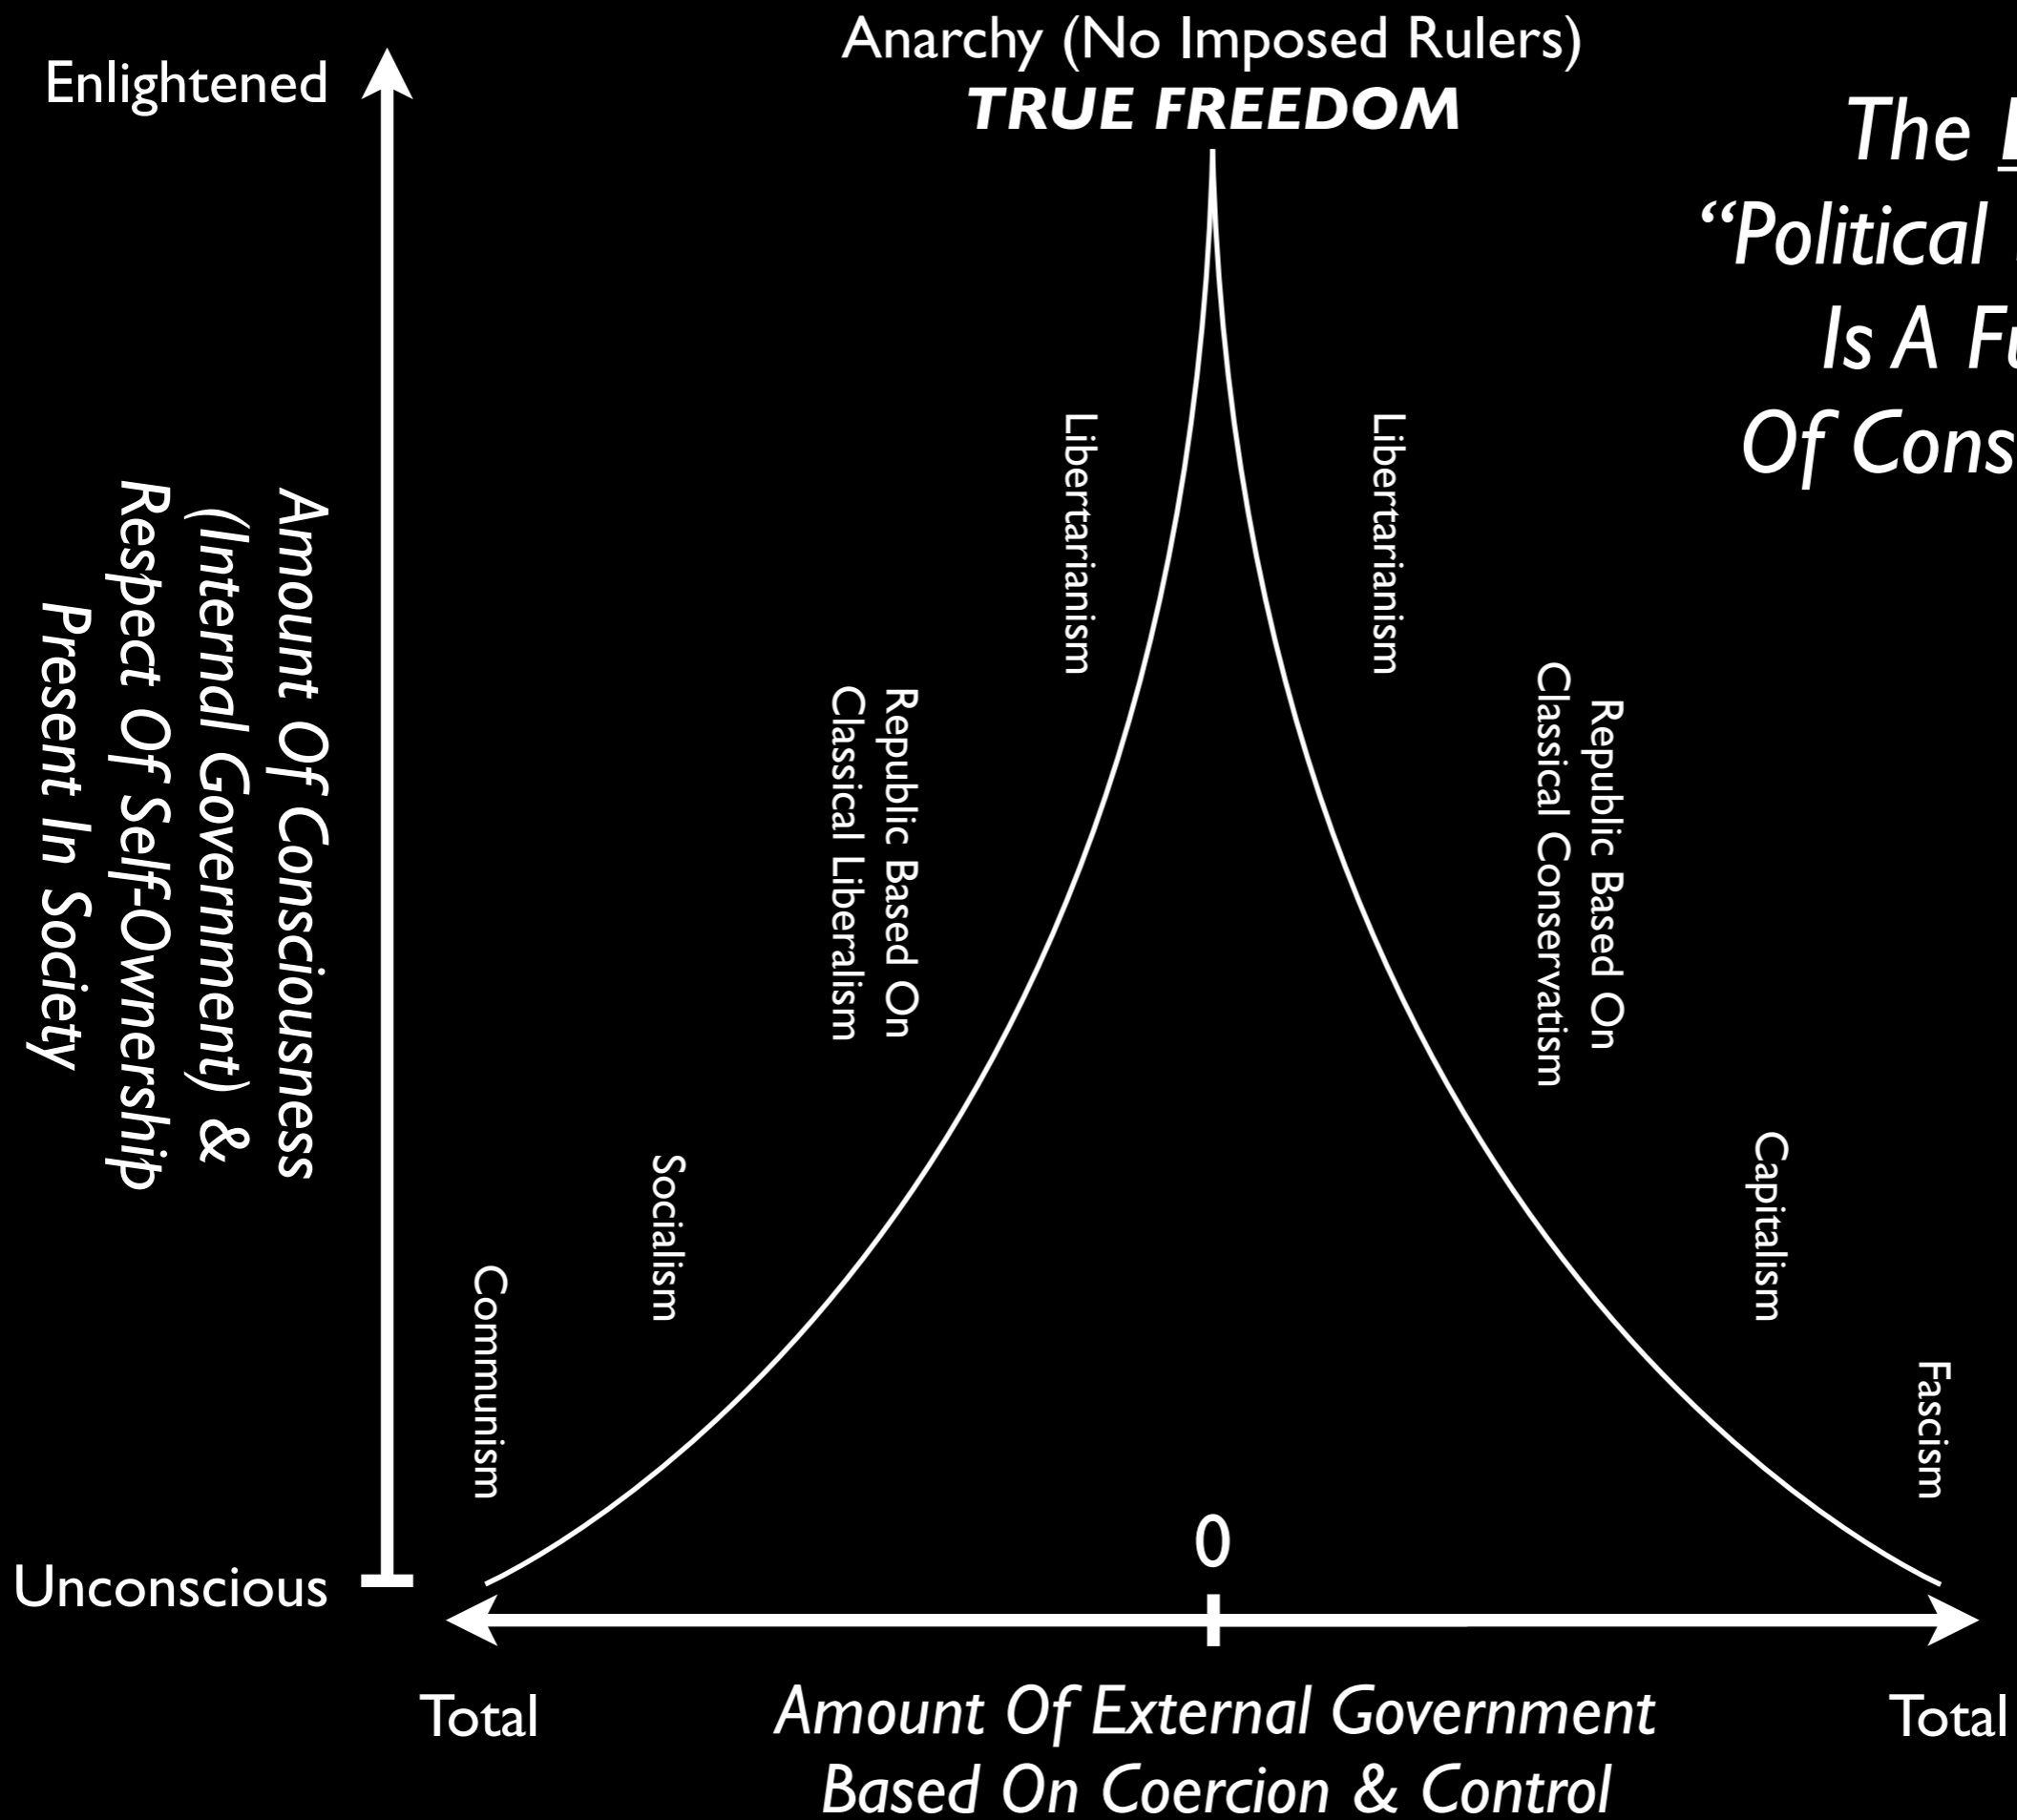 Anarchy (No Imposed Rulers)
TRUE FREEDOM
Enlightened
The
“Political
Is A
Of
Amount Of Consciousness
(Internal Government) &
Respect Of Self-Ownership
Present In Society
Libertarianism
Libertarianism
Republic Based On
Classical Liberalism
Republic Based On
Classical Conservatism
Socialism
Capitalism
Communism
Fascism
0
Unconscious
Total
Amount Of External Government
Based On Coercion & Control
Total